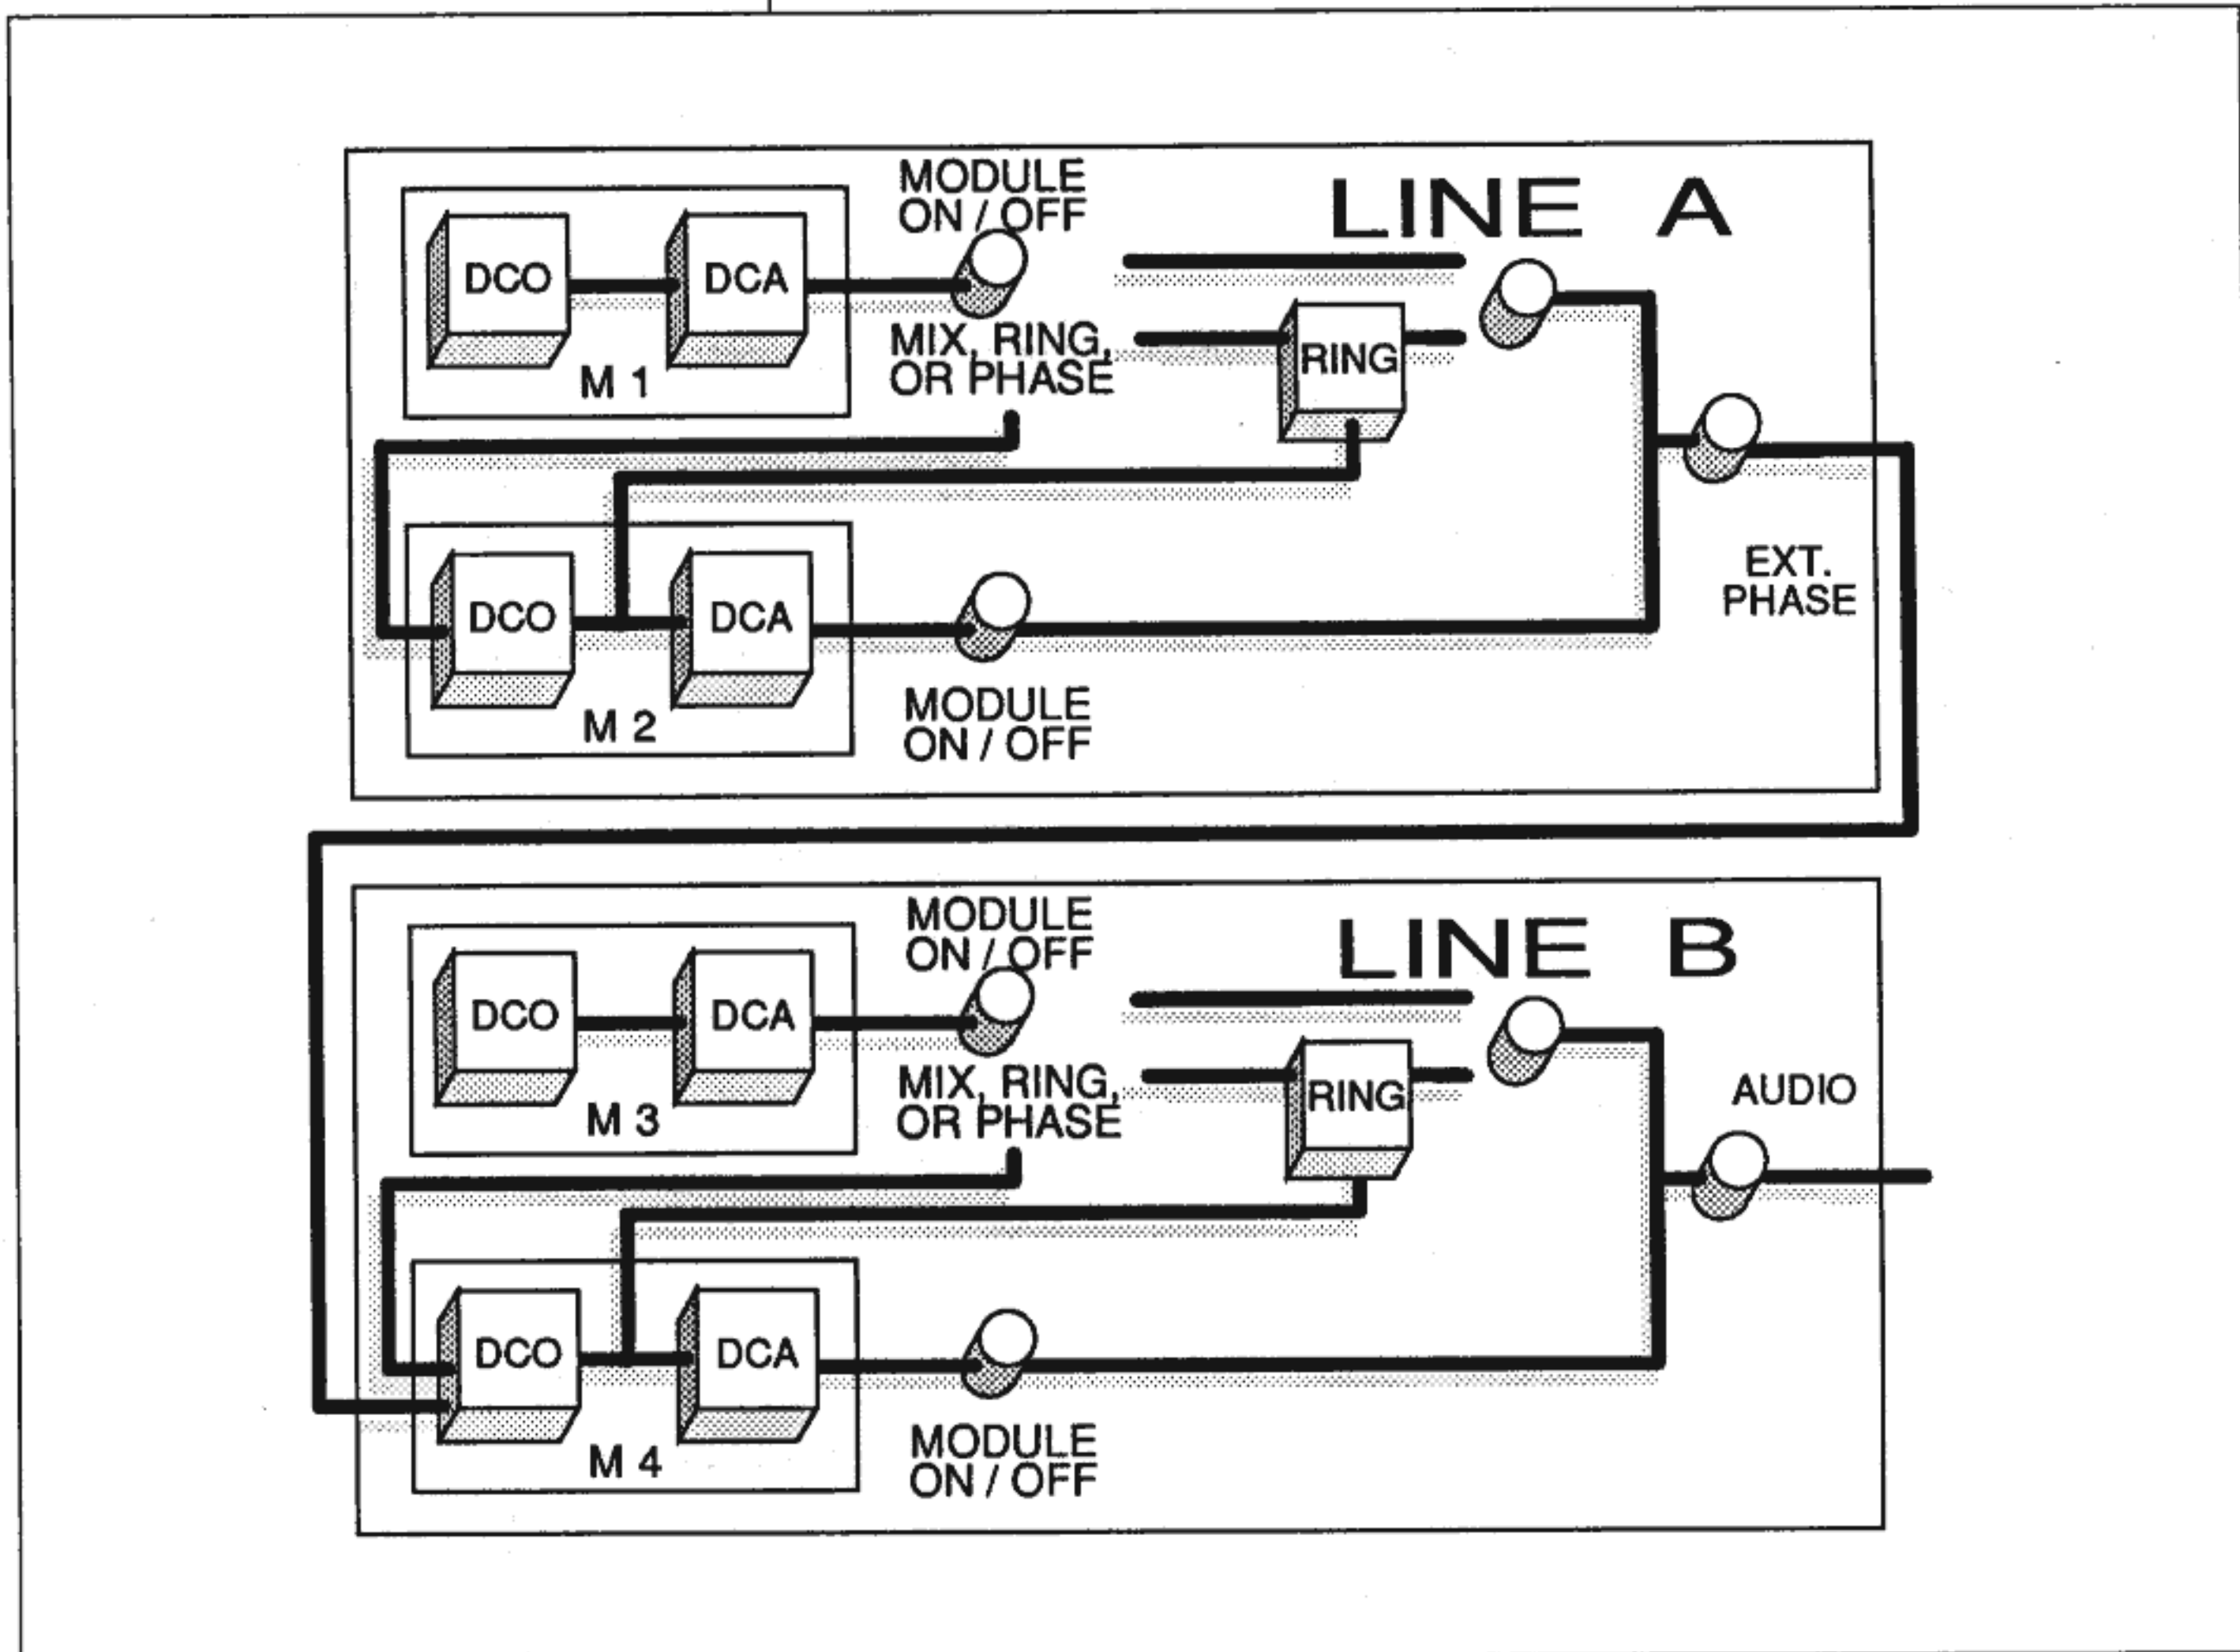 MODULE
ON / OFF
LINE A
DCO
DCA
MIX, RING,
OR PHASE
RING
M 1
EXT.
PHASE
DCO
DCA
M 2
MODULE
ON / OFF
MODULE
ON / OFF
LINE B
DCO
DCA
MIX, RING,
OR PHASE
RING
AUDIO
M 3
DCO
DCA
M 4
MODULE
ON / OFF